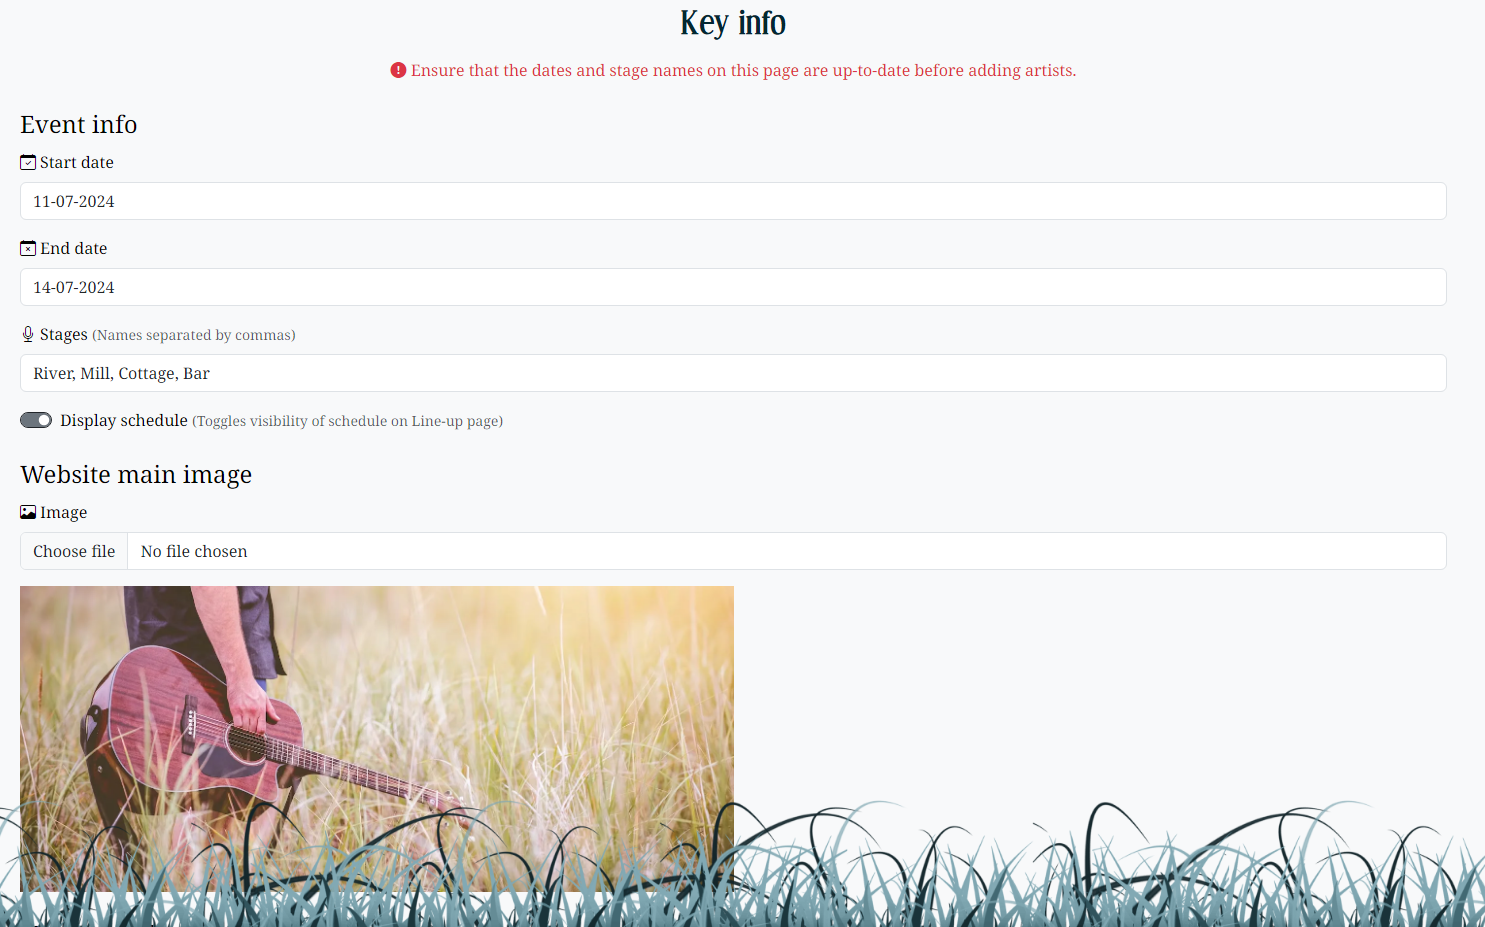 Key info
Ensure that the dates and stage names on this page are up-to-date before adding artists.
Event info
Start date
11-07-2024
End date
14-07-2024
Stages (Names separated by commas)
River, Mill, Cottage, Bar
Display schedule (Toggles visibility of schedule on Line-up page)
Website main image
Image
Choose file No file chosen